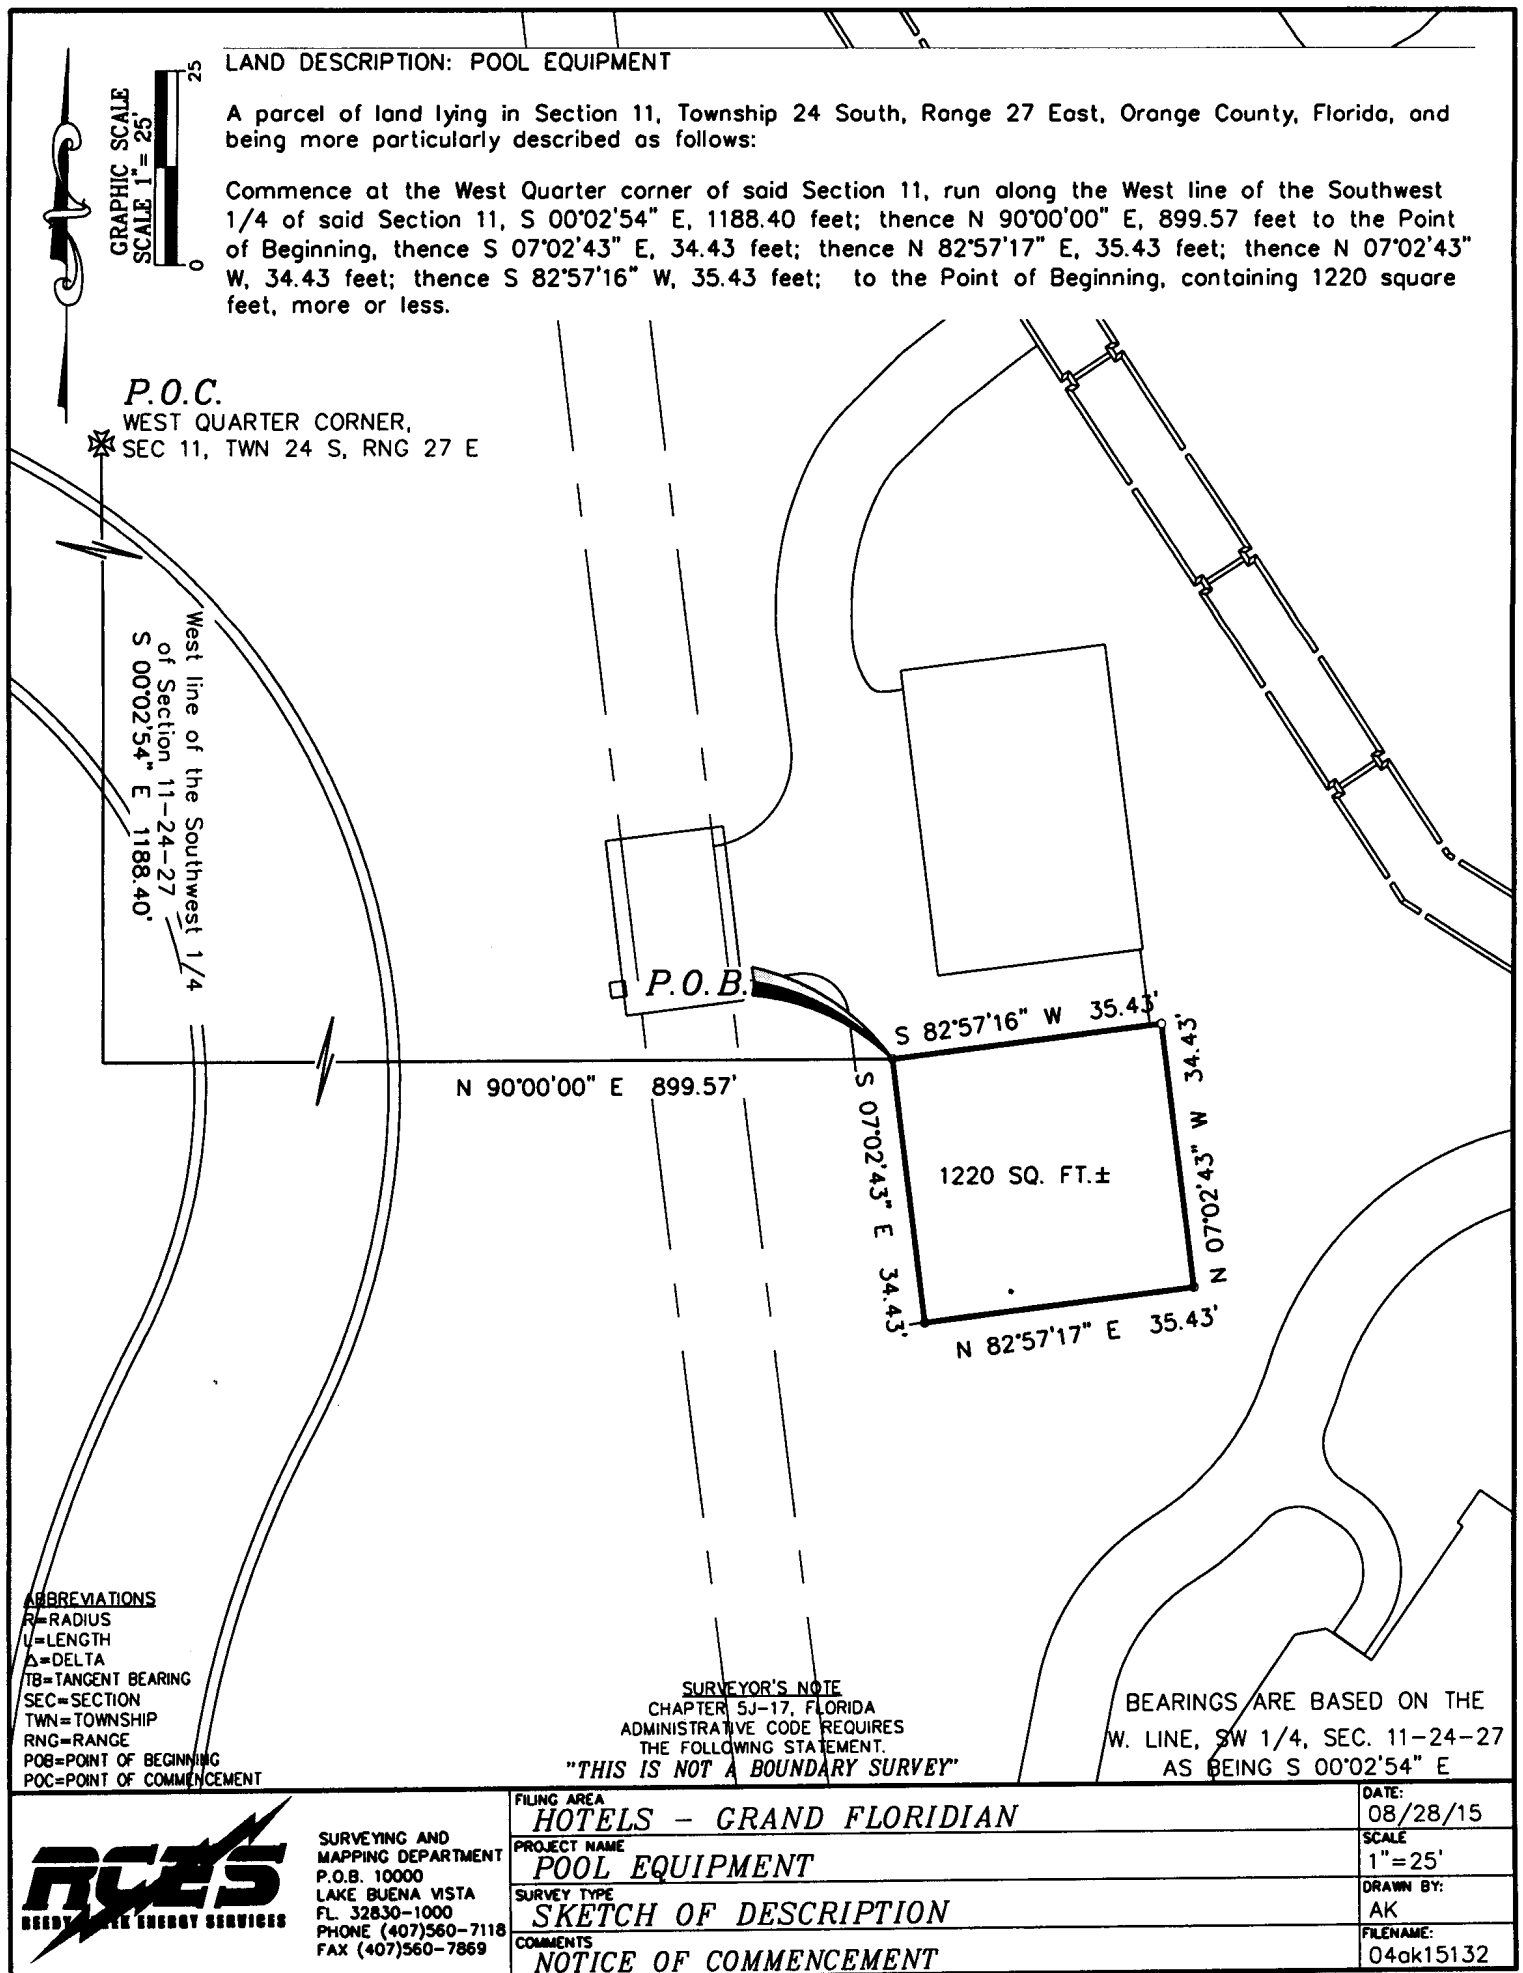 LAND DESCRIPTION: POOL EQUIPMENT
A parcel of land lying in Section 11, Township 24 South, Range 27 East, Orange County, Florida, and
being more particularly described as follows:
Commence at the West Quarter corner of said Section 11, run along the West line of the Southwest
1/4 of said Section 11, S 00°02'54" E, 1188.40 feet; thence N 90°00'00" E, 899.57 feet to the Point
of Beginning, thence S 07°02'43" E, 34.43 feet; thence N 82°57'17" E, 35.43 feet; thence N 07°02'43"
W, 34.43 feet; thence S 82°57'16" W, 35.43 feet; to the Point of Beginning, containing 1220 square
feet, more or less.
GRAPHIC SCALE
SCALE 1"= 25'
0
25
P.O.C.
WEST QUARTER CORNER,
SEC 11, TWN 24 S, RNG 27 E
West line of the Southwest 1/4
of Section 11-24-27
S 00°02'54" E 1188.40'
P.O.B.
N 90°00'00" E 899.57'
S 82°57'16" W 35.43'
N 07°02'43" W 34.43'
S 07°02'43" E 34.43'
1220 SQ. FT.±
N 82°57'17" E 35.43'
ABBREVIATIONS
R=RADIUS
L=LENGTH
Δ=DELTA
TB=TANGENT BEARING
SEC=SECTION
TWN=TOWNSHIP
RNG=RANGE
POB=POINT OF BEGINNING
POC=POINT OF COMMENCEMENT
SURVEYOR'S NOTE
CHAPTER 5J-17, FLORIDA
ADMINISTRATIVE CODE REQUIRES
THE FOLLOWING STATEMENT.
"THIS IS NOT A BOUNDARY SURVEY"
BEARINGS ARE BASED ON THE
W. LINE, SW 1/4, SEC. 11-24-27
AS BEING S 00°02'54" E
RCES
ENERGY SERVICES
SURVEYING AND
MAPPING DEPARTMENT
P.O.B. 10000
LAKE BUENA VISTA
FL. 32830-1000
PHONE (407)560-7118
FAX (407)560-7869
FILING AREA
HOTELS - GRAND FLORIDIAN
PROJECT NAME
POOL EQUIPMENT
SURVEY TYPE
SKETCH OF DESCRIPTION
COMMENTS
NOTICE OF COMMENCEMENT
DATE:
08/28/15
SCALE
1"=25'
DRAWN BY:
AK
FILENAME:
04ak15132